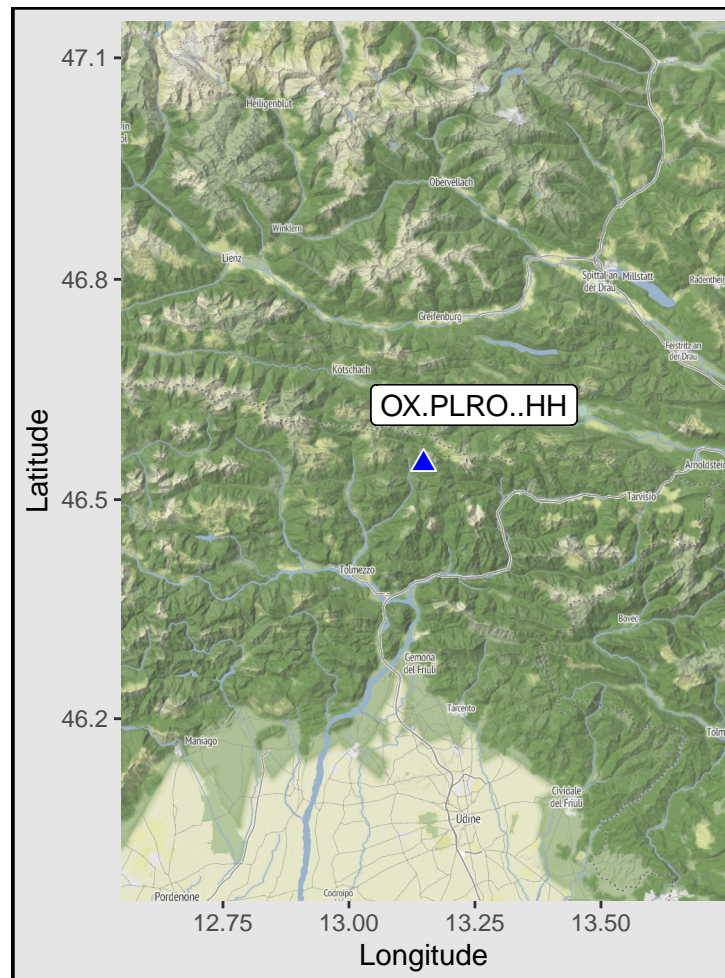 47.1
Heiligenblut
Obervellach
Winklern
Lienz
46.8
Spittal an
der Drau
Millstatt
Greifenburg
Feistritz an
der Drau
Kötschach
OX.PLRO..HH
Arnoldstein
46.5
Tarvisio
Tolmezzo
Bovec
Gemona
del Friuli
46.2
Tarcento
Maniago
Cividale
del Friuli
Udine
Codroipo
Pordenone
12.75
13.00
13.25
13.50
Latitude
Longitude